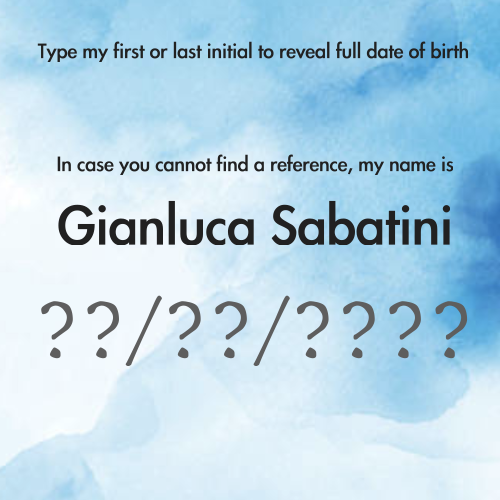 Type my first or last initial to reveal full date of birth
In case you cannot find a reference, my name is
Gianluca Sabatini
??/??/????